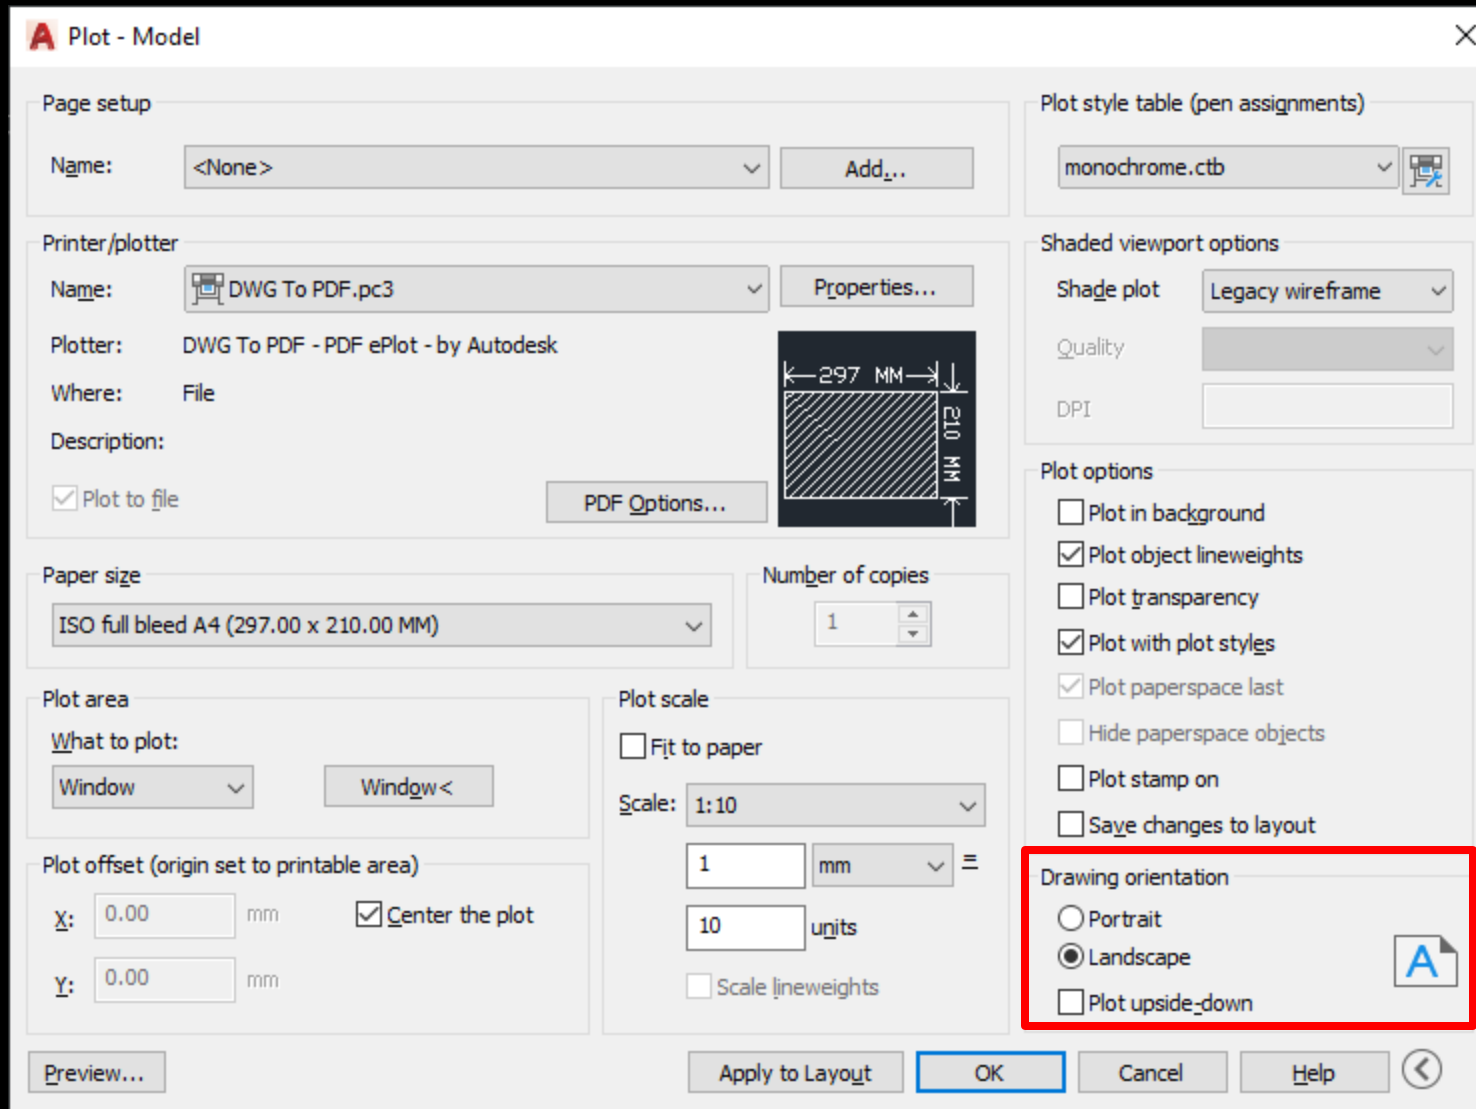 Plot - Model
Page setup
Name: <None> Add...
Printer/plotter
Name: DWG To PDF.pc3 Properties...
Plotter: DWG To PDF - PDF ePlot - by Autodesk
Where: File
Description:
Plot to file
PDF Options...
297 MM
210 MM
Paper size
ISO full bleed A4 (297.00 x 210.00 MM)
Number of copies
1
Plot area
What to plot:
Window Window<
Plot offset (origin set to printable area)
X: 0.00 mm Center the plot
Y: 0.00 mm
Plot scale
Fit to paper
Scale: 1:10
1 mm =
10 units
Scale lineweights
Plot style table (pen assignments)
monochrome.ctb
Shaded viewport options
Shade plot Legacy wireframe
Quality
DPI
Plot options
Plot in background
Plot object lineweights
Plot transparency
Plot with plot styles
Plot paperspace last
Hide paperspace objects
Plot stamp on
Save changes to layout
Drawing orientation
Portrait
Landscape
Plot upside-down
A
Preview... Apply to Layout OK Cancel Help